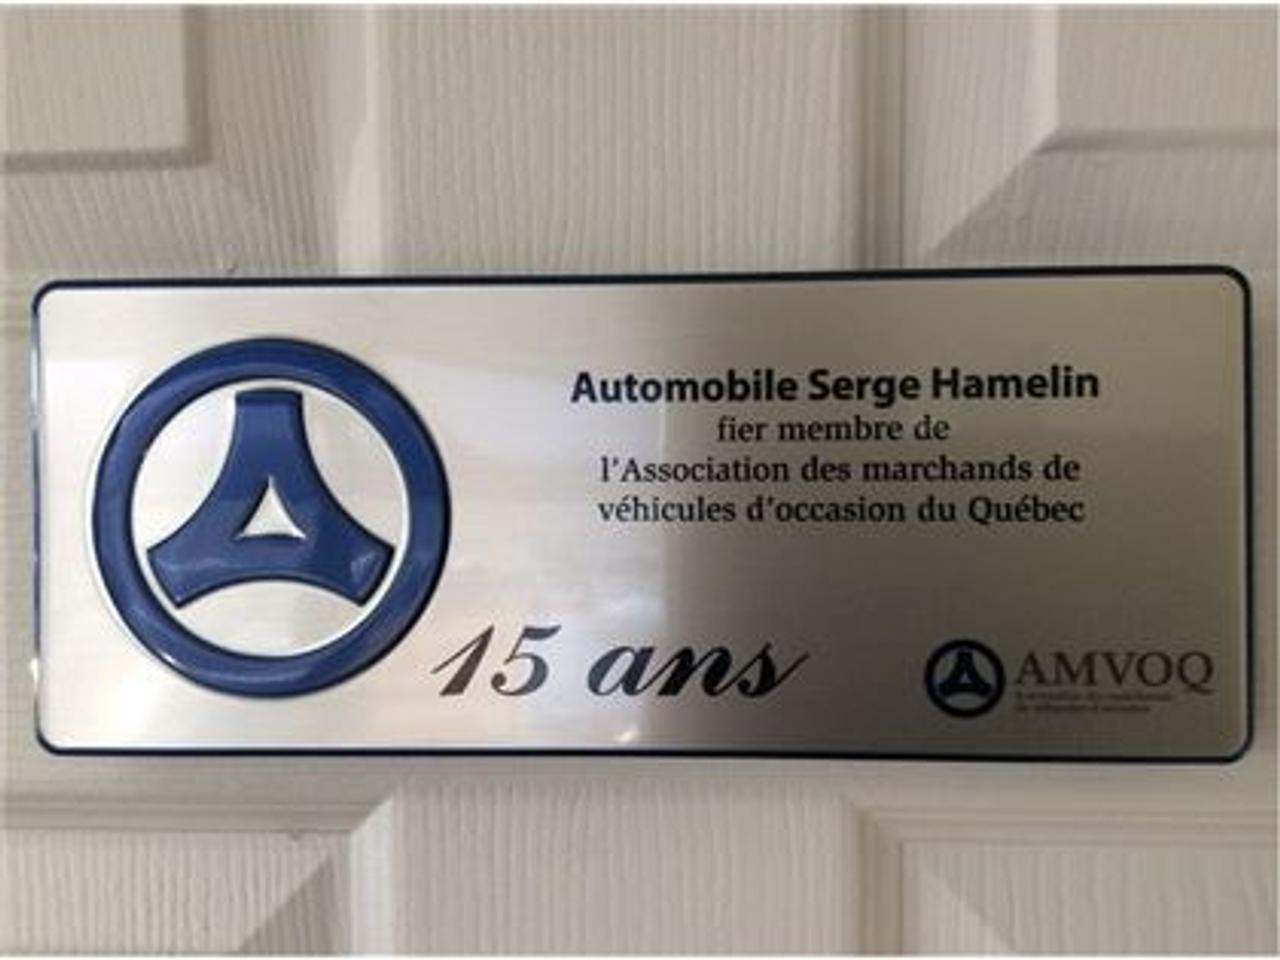 Automobile Serge Hamelin
fier membre de
l'Association des marchands de
véhicules d'occasion du Québec
15 ans
AMVOQ